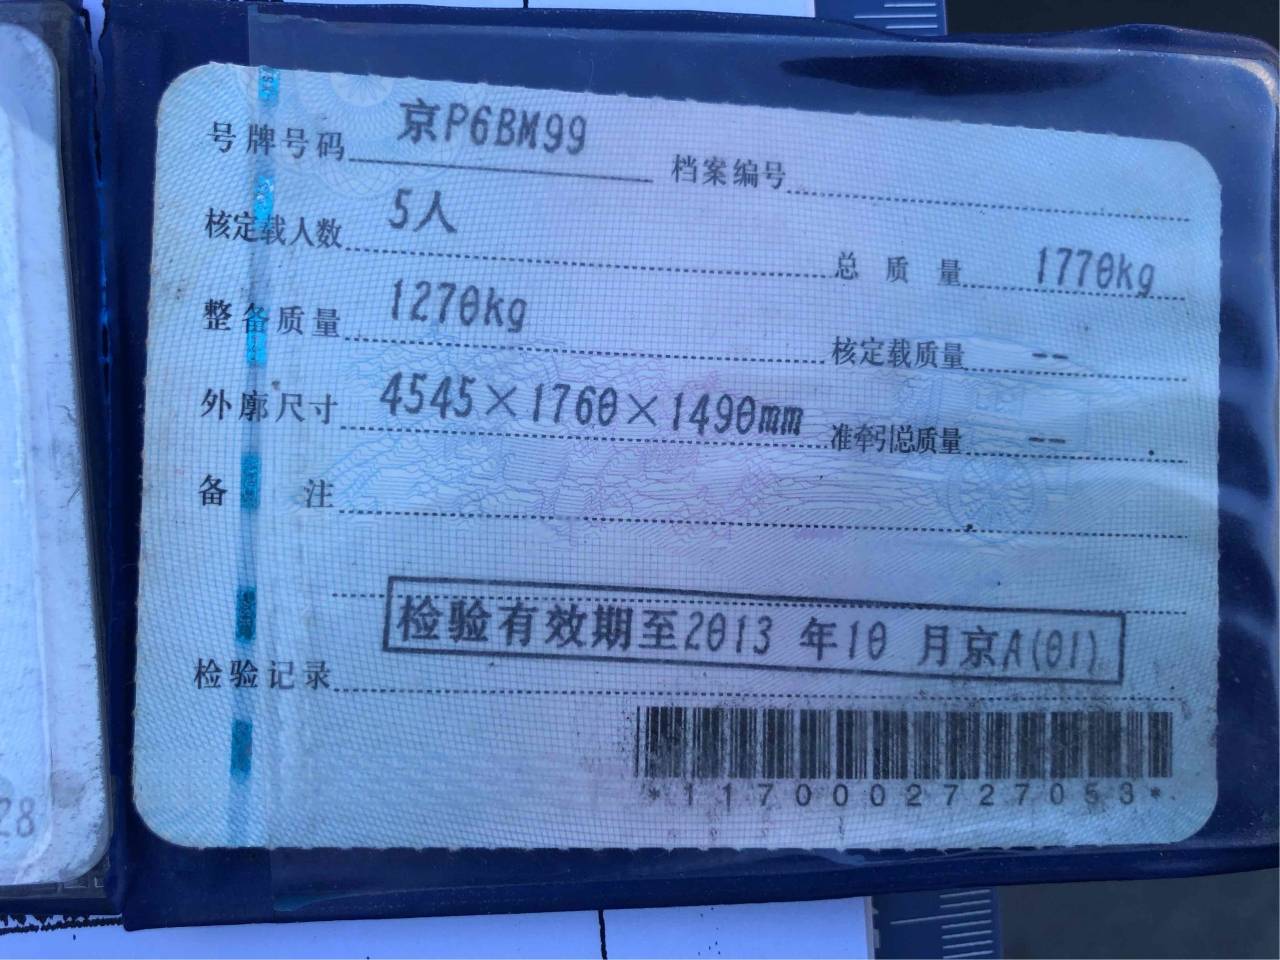 号牌号码 京P6BM99 档案编号
核定载人数 5人 总质量 1770kg
整备质量 1270kg 核定载质量 --
外廓尺寸 4545×1760×1490mm 准牵引总质量 --
备注
检验有效期至2013 年10 月京A(01)
检验记录
*1170002727053*
28